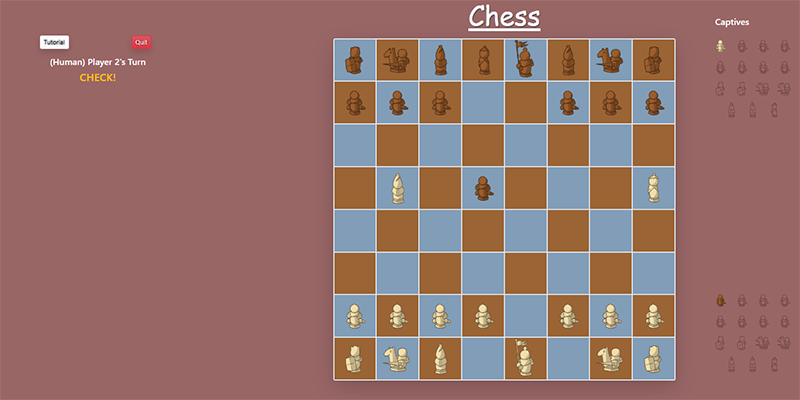 Chess
Captives
Tutorial
Quit
(Human) Player 2's Turn
CHECK!